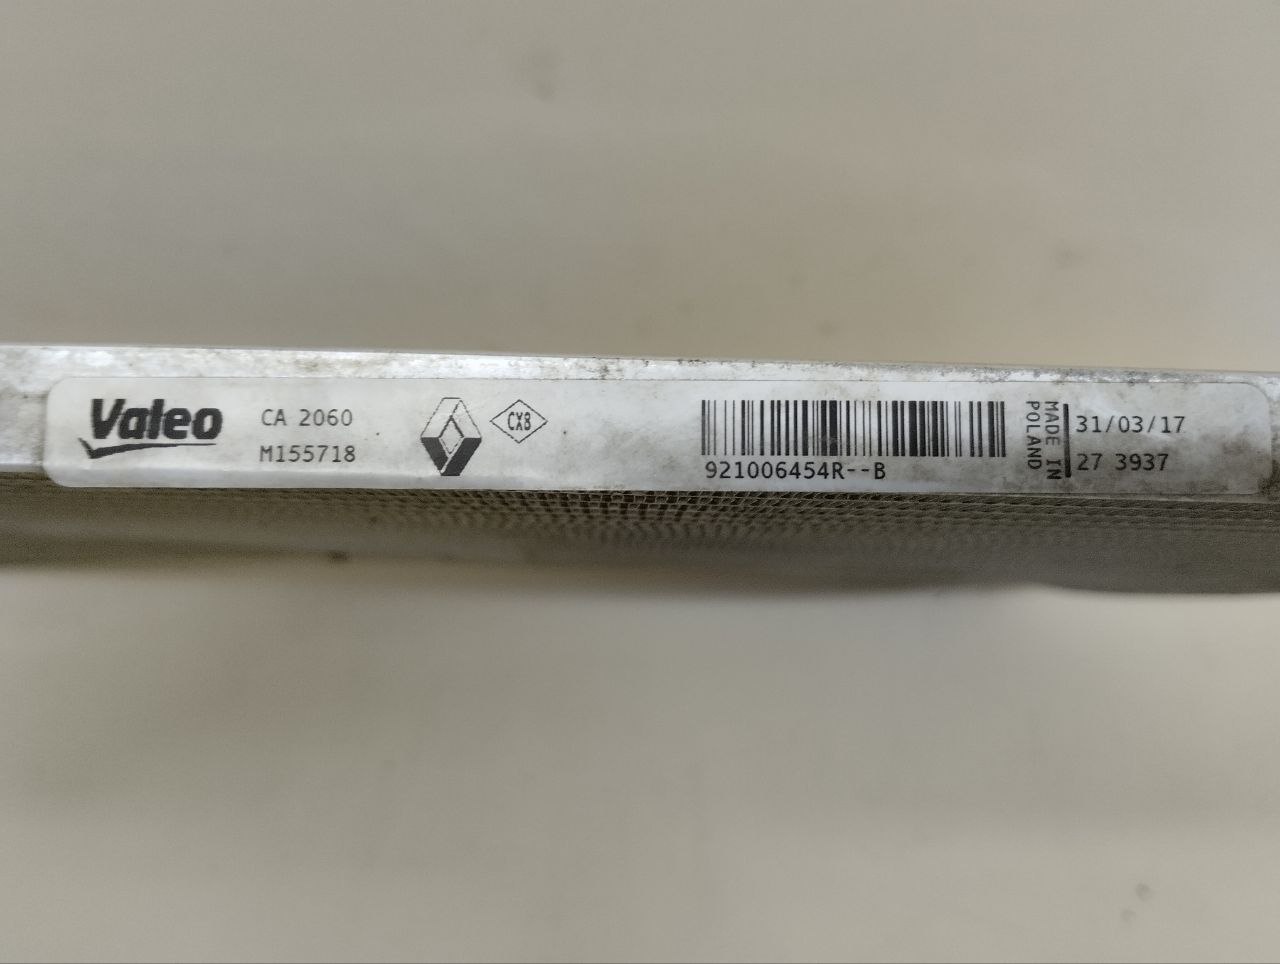 Valeo
CA 2060
M155718
CX8
921006454R--B
MADE IN
POLAND
31/03/17
27 3937